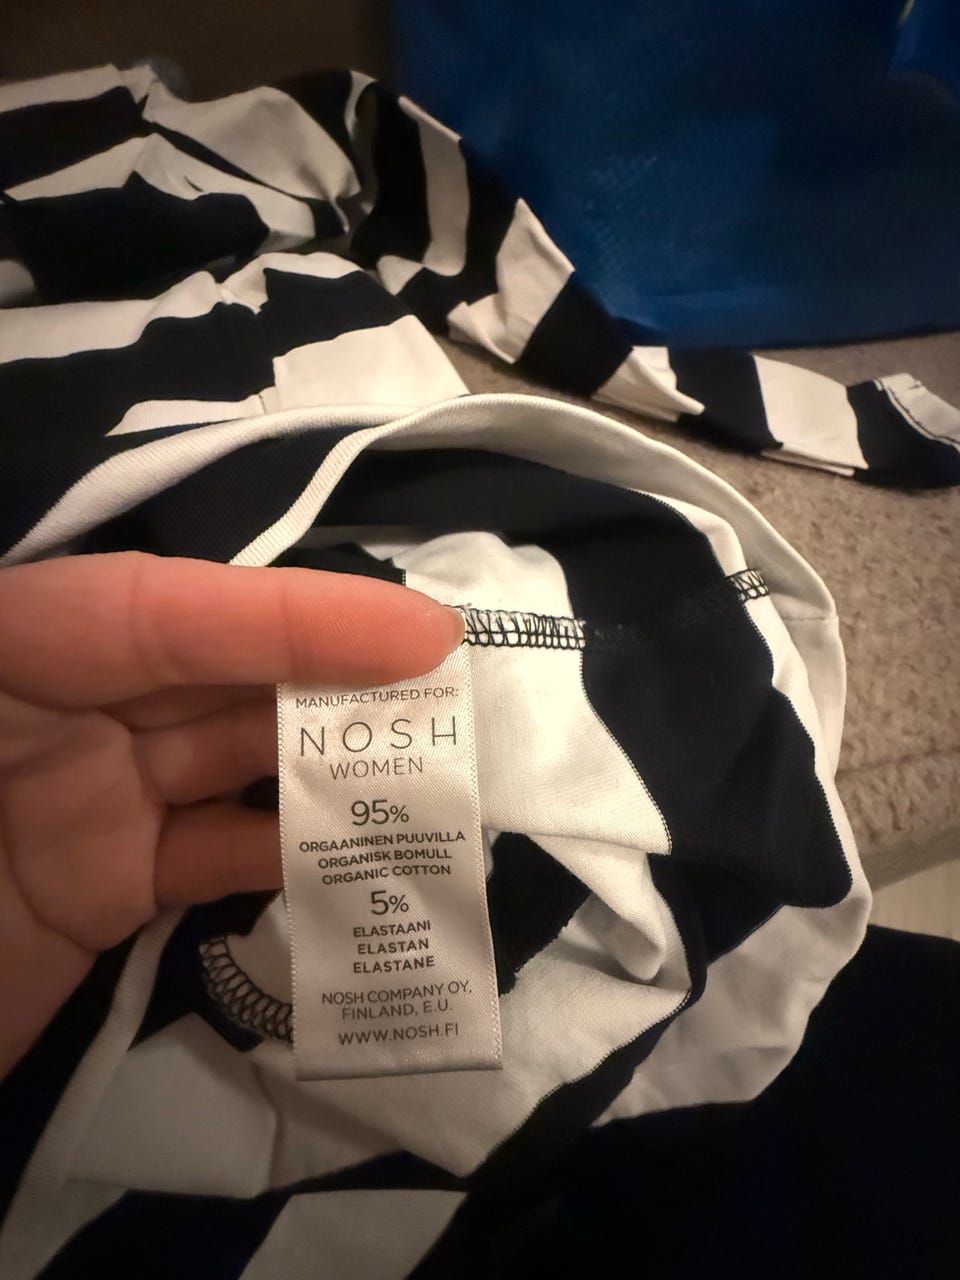 MANUFACTURED FOR:
NOSH
WOMEN
95%
ORGAANINEN PUUVILLA
ORGANISK BOMULL
ORGANIC COTTON
5%
ELASTAANI
ELASTAN
ELASTANE
NOSH COMPANY OY,
FINLAND, E.U.
WWW.NOSH.FI